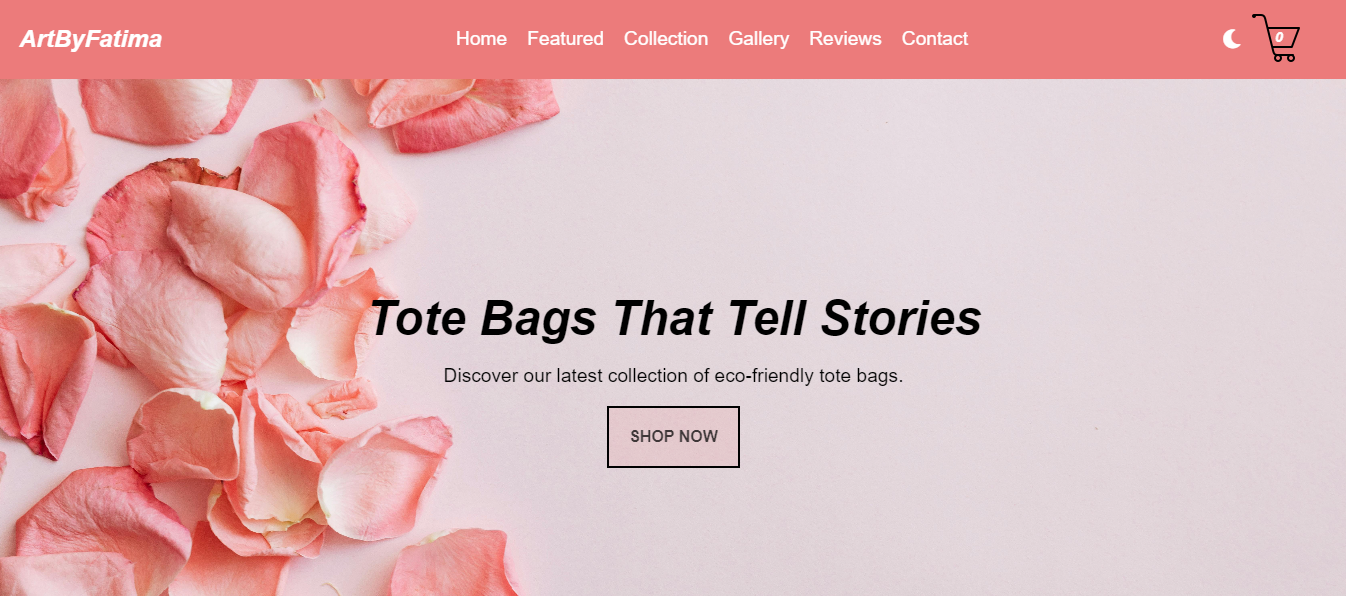 ArtByFatima
Home Featured Collection Gallery Reviews Contact
0
Tote Bags That Tell Stories
Discover our latest collection of eco-friendly tote bags.
SHOP NOW